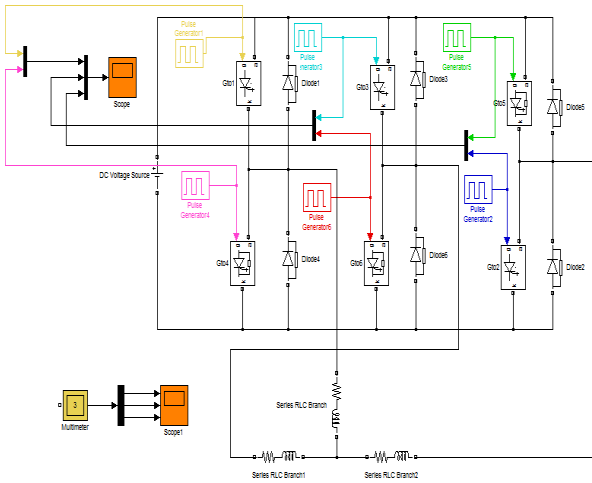 Pulse
Generator1
Pulse
nerator3
Pulse
Generator5
Scope
Gto1
Diode1
Gto3
Diode3
Gto5
Diode5
DC Voltage Source
Pulse
Generator4
Pulse
Generator6
Pulse
Generator2
Gto4
Diode4
Gto6
Diode6
Gto2
Diode2
3
Multimeter
Scope1
Series RLC Branch
Series RLC Branch1
Series RLC Branch2